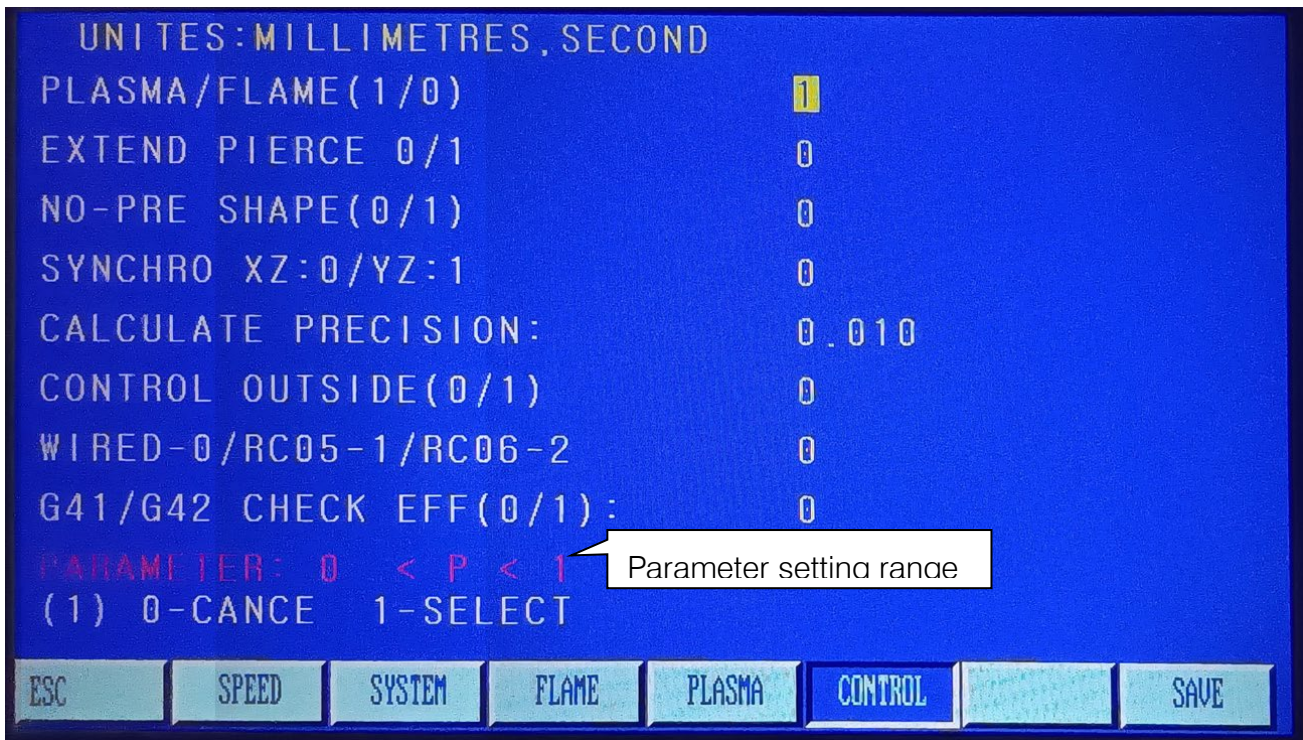 UNITES:MILLIMETRES,SECOND
PLASMA/FLAME(1/0) 1
EXTEND PIERCE 0/1 0
NO-PRE SHAPE(0/1) 0
SYNCHRO XZ:0/YZ:1 0
CALCULATE PRECISION: 0.010
CONTROL OUTSIDE(0/1) 0
WIRED-0/RC05-1/RC06-2 0
G41/G42 CHECK EFF(0/1): 0
PARAMETER: 0 < P < 1 Parameter setting range
(1) 0-CANCE 1-SELECT
ESC SPEED SYSTEM FLAME PLASMA CONTROL SAVE